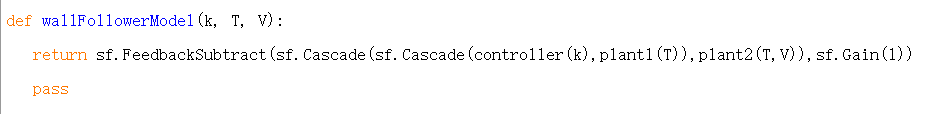 def wallFollowerModel(k, T, V):
return sf.FeedbackSubtract(sf.Cascade(sf.Cascade(controller(k),plant1(T)),plant2(T,V)),sf.Gain(1))
pass